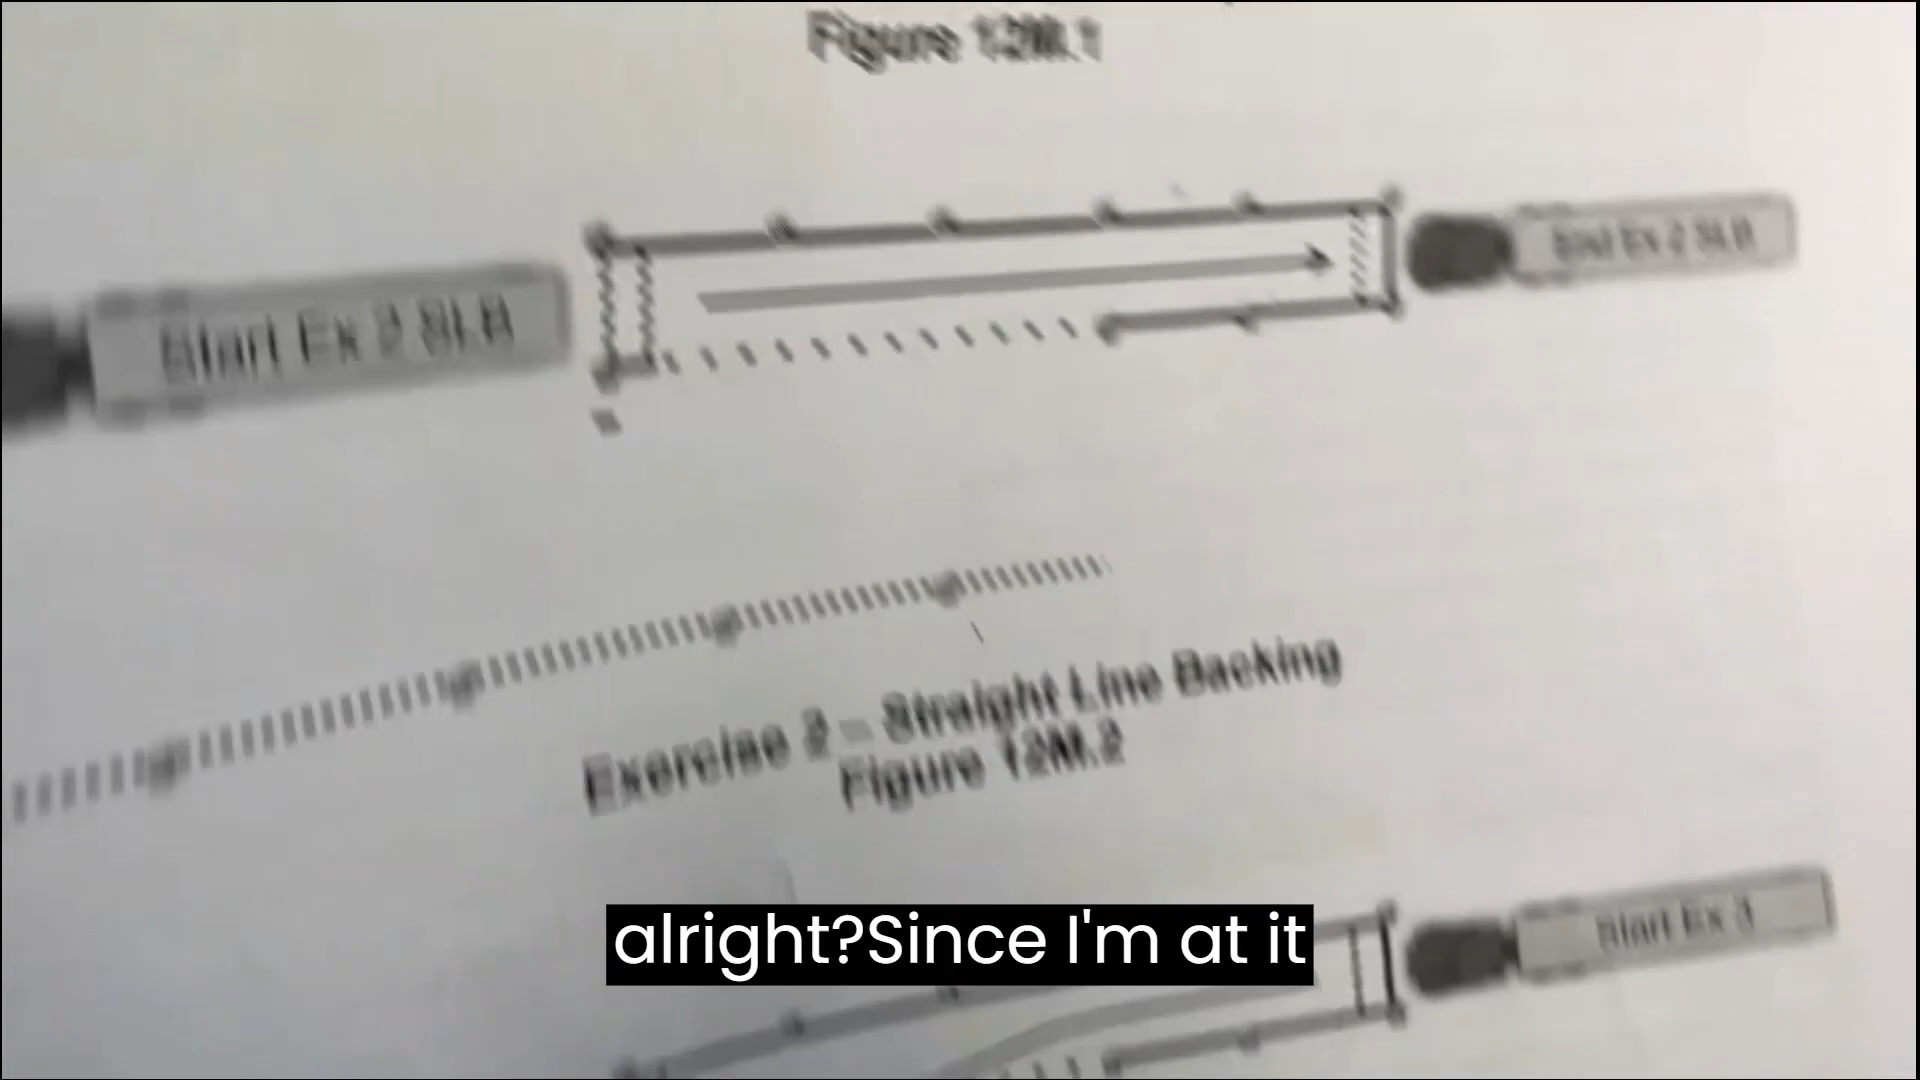 Figure 12M.1
Start Ex 2 SLB
End Ex 2 SLB
Exercise 2 – Straight Line Backing
Figure 12M.2
Start Ex 3
alright?Since I'm at it